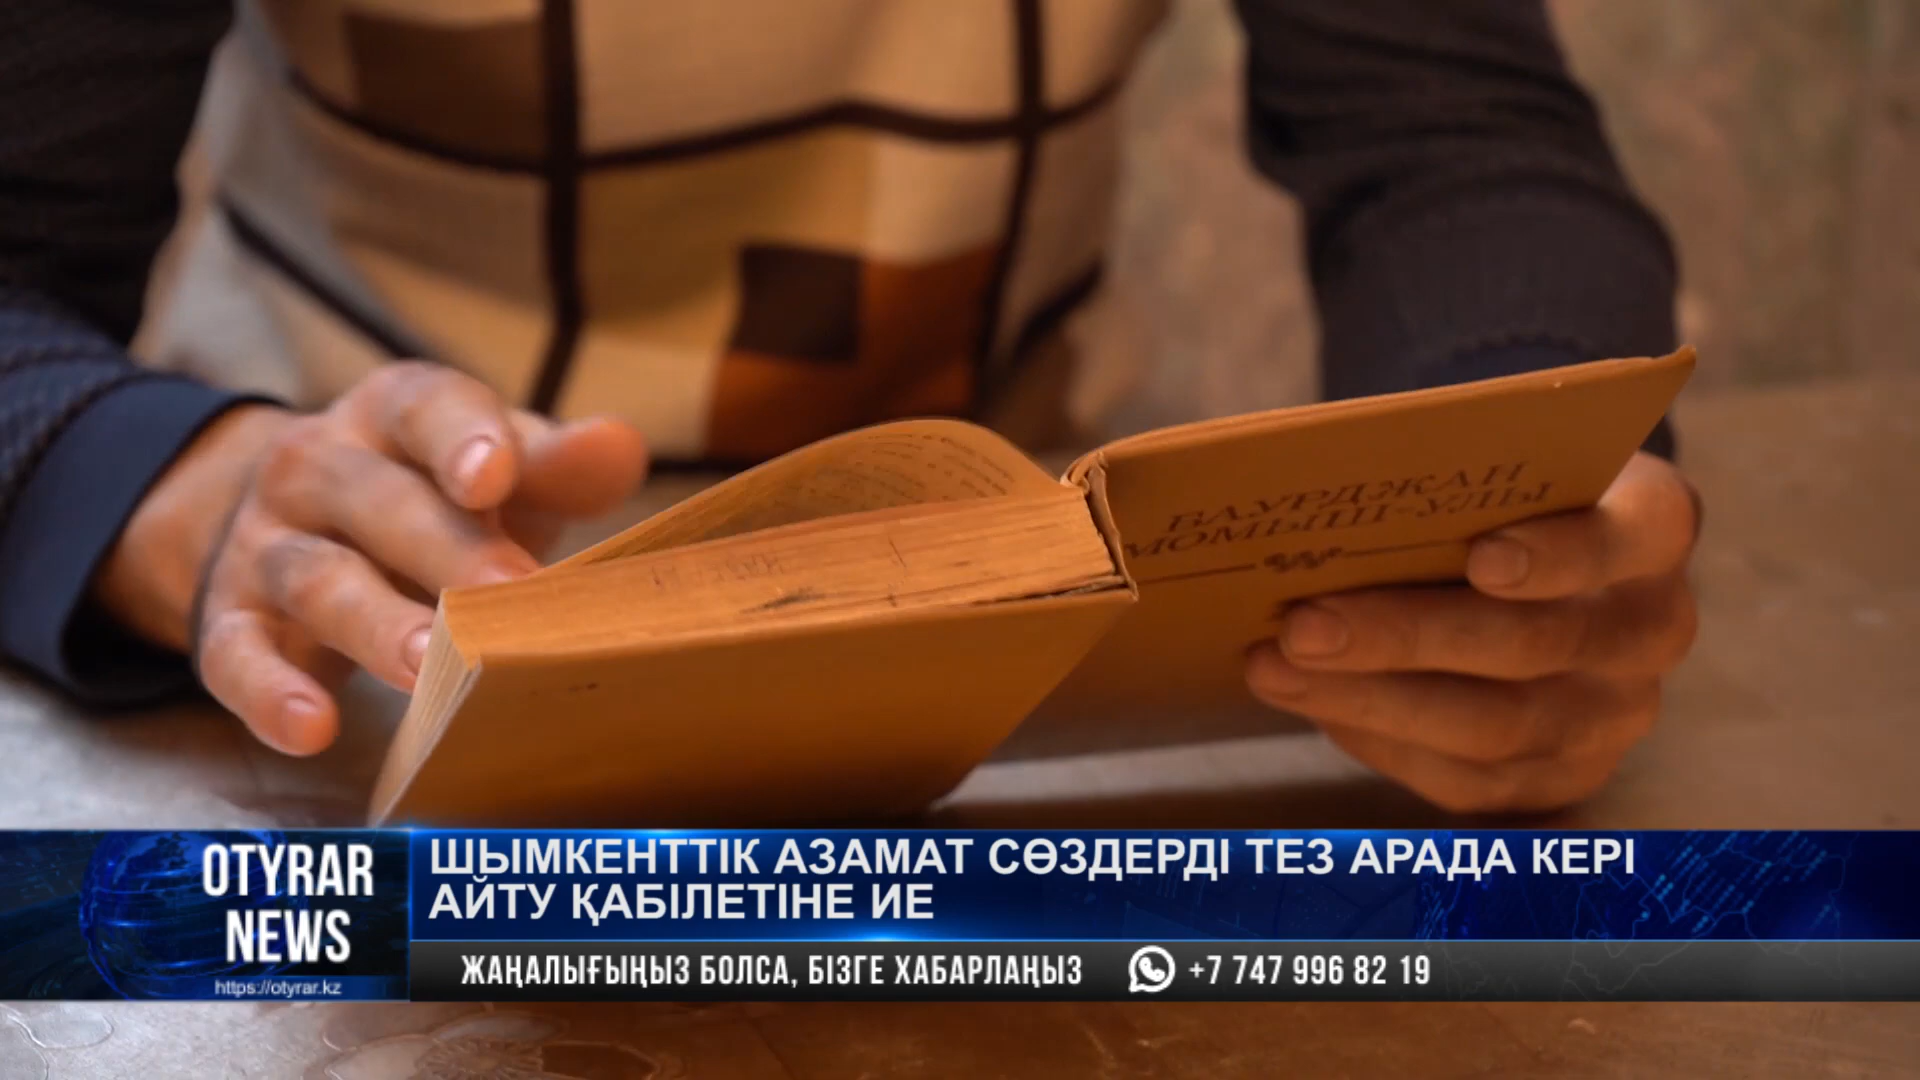 БАУРДЖАН
МОМЫШ-УЛЫ
OTYRAR
NEWS
https://otyrar.kz
ШЫМКЕНТТІК АЗАМАТ СӨЗДЕРДІ ТЕЗ АРАДА КЕРІ
АЙТУ ҚАБІЛЕТІНЕ ИЕ
ЖАҢАЛЫҒЫҢЫЗ БОЛСА, БІЗГЕ ХАБАРЛАҢЫЗ +7 747 996 82 19